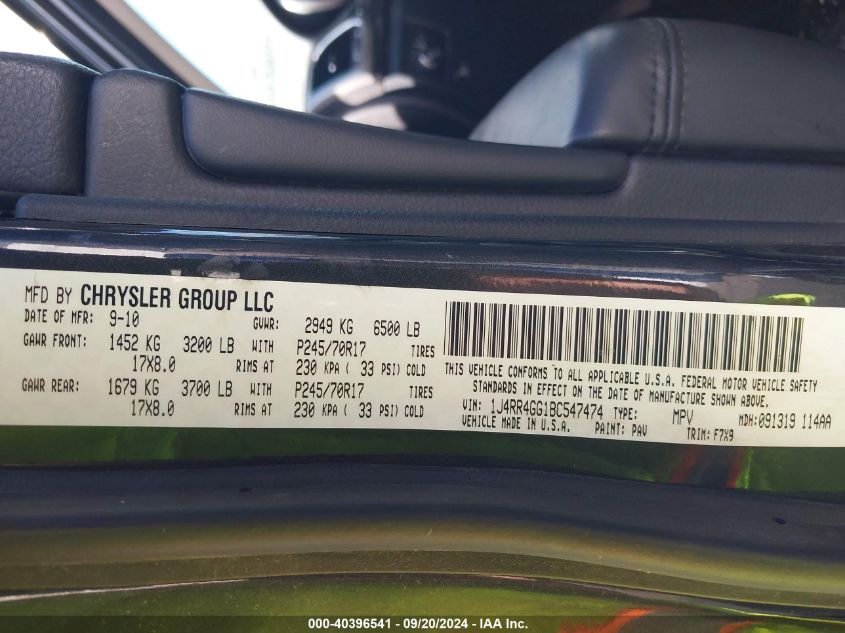 MFD BY CHRYSLER GROUP LLC
DATE OF MFR: 9-10 GVWR: 2949 KG 6500 LB
GAWR FRONT: 1452 KG 3200 LB WITH P245/70R17 TIRES
17X8.0 RIMS AT 230 KPA ( 33 PSI) COLD
GAWR REAR: 1679 KG 3700 LB WITH P245/70R17 TIRES
17X8.0 RIMS AT 230 KPA ( 33 PSI) COLD
THIS VEHICLE CONFORMS TO ALL APPLICABLE U.S.A. FEDERAL MOTOR VEHICLE SAFETY
STANDARDS IN EFFECT ON THE DATE OF MANUFACTURE SHOWN ABOVE.
VIN: 1J4RR4GG1BC547474 TYPE: MPV MDH:091319 114AA
VEHICLE MADE IN U.S.A. PAINT: PAV TRIM: F7X9
000-40396541 - 09/20/2024 - IAA Inc.